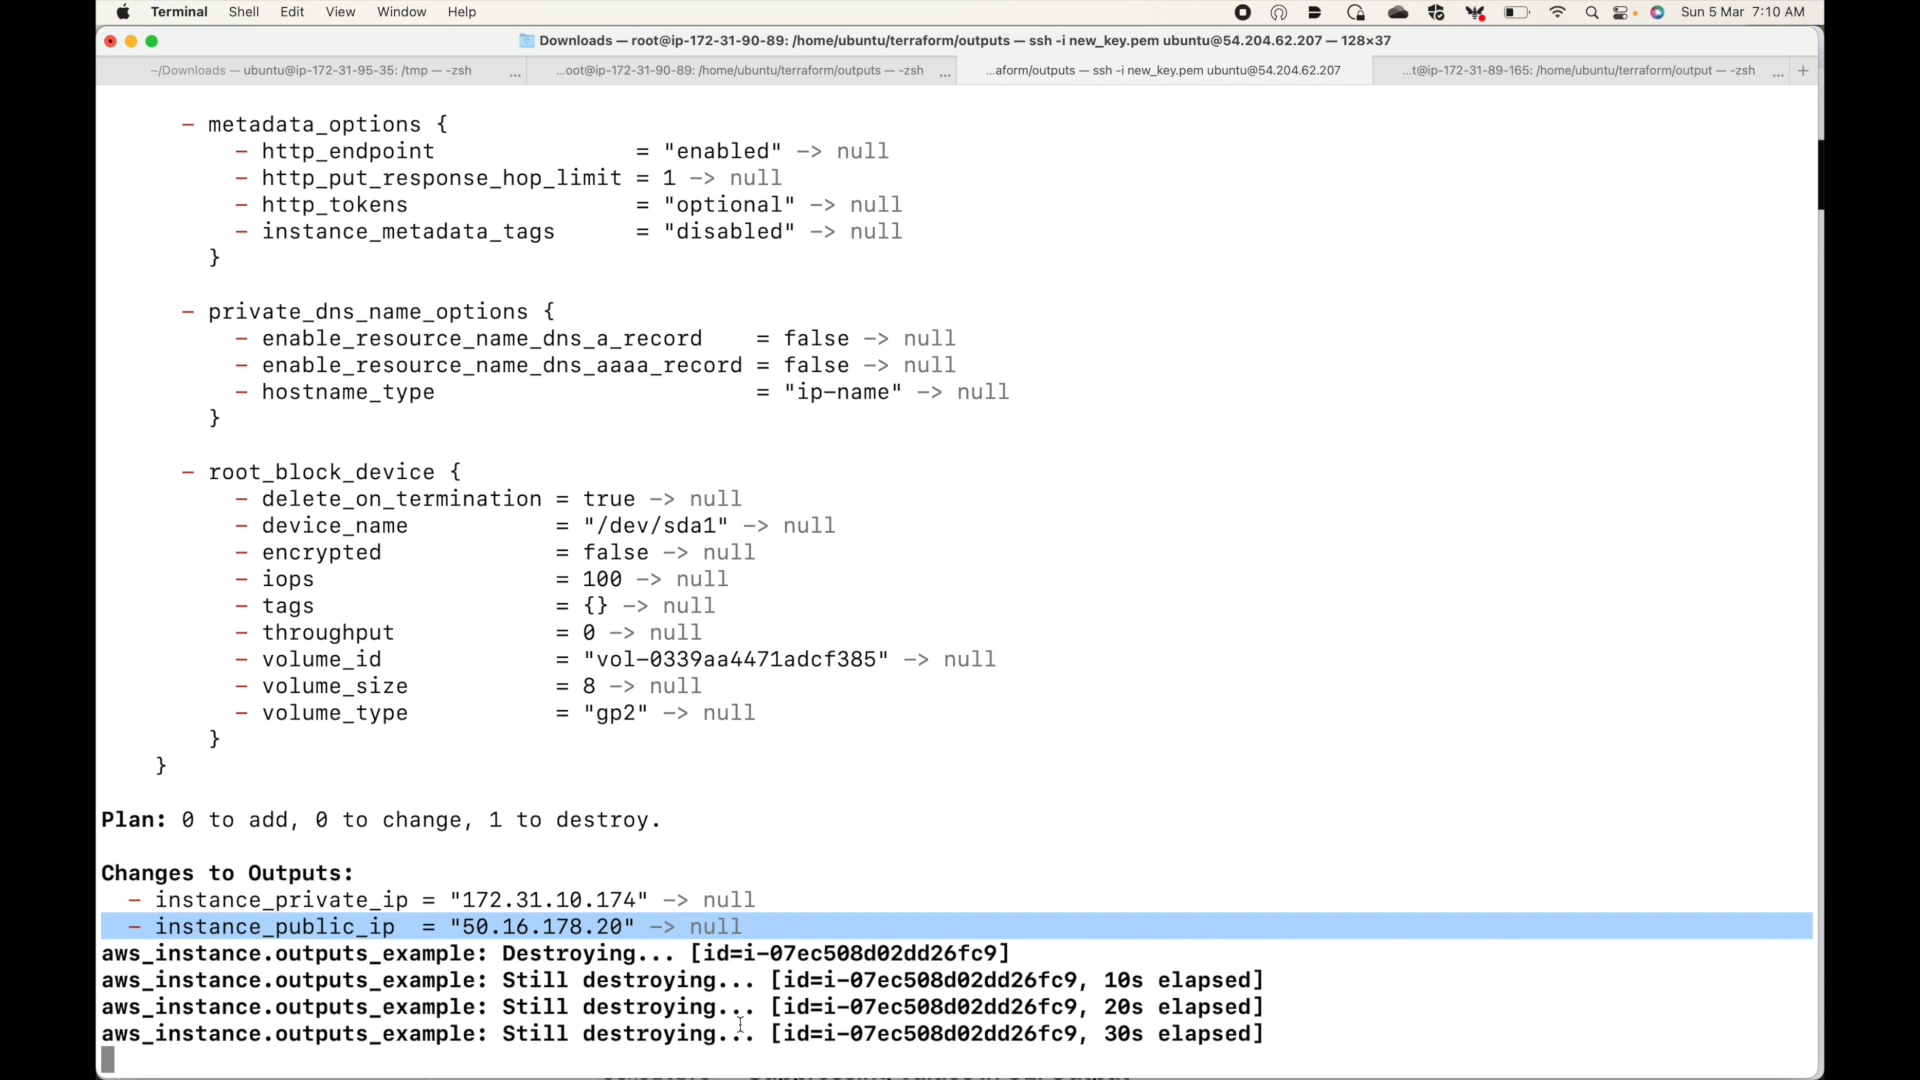 Terminal Shell Edit View Window Help Sun 5 Mar 7:10 AM
Downloads — root@ip-172-31-90-89: /home/ubuntu/terraform/outputs — ssh -i new_key.pem ubuntu@54.204.62.207 — 128×37
~/Downloads — ubuntu@ip-172-31-95-35: /tmp — -zsh ... ...oot@ip-172-31-90-89: /home/ubuntu/terraform/outputs — -zsh ... ...aform/outputs — ssh -i new_key.pem ubuntu@54.204.62.207 ...t@ip-172-31-89-165: /home/ubuntu/terraform/output — -zsh ... +
- metadata_options {
- http_endpoint = "enabled" -> null
- http_put_response_hop_limit = 1 -> null
- http_tokens = "optional" -> null
- instance_metadata_tags = "disabled" -> null
}
- private_dns_name_options {
- enable_resource_name_dns_a_record = false -> null
- enable_resource_name_dns_aaaa_record = false -> null
- hostname_type = "ip-name" -> null
}
- root_block_device {
- delete_on_termination = true -> null
- device_name = "/dev/sda1" -> null
- encrypted = false -> null
- iops = 100 -> null
- tags = {} -> null
- throughput = 0 -> null
- volume_id = "vol-0339aa4471adcf385" -> null
- volume_size = 8 -> null
- volume_type = "gp2" -> null
}
}
Plan: 0 to add, 0 to change, 1 to destroy.
Changes to Outputs:
- instance_private_ip = "172.31.10.174" -> null
- instance_public_ip = "50.16.178.20" -> null
aws_instance.outputs_example: Destroying... [id=i-07ec508d02dd26fc9]
aws_instance.outputs_example: Still destroying... [id=i-07ec508d02dd26fc9, 10s elapsed]
aws_instance.outputs_example: Still destroying... [id=i-07ec508d02dd26fc9, 20s elapsed]
aws_instance.outputs_example: Still destroying... [id=i-07ec508d02dd26fc9, 30s elapsed]